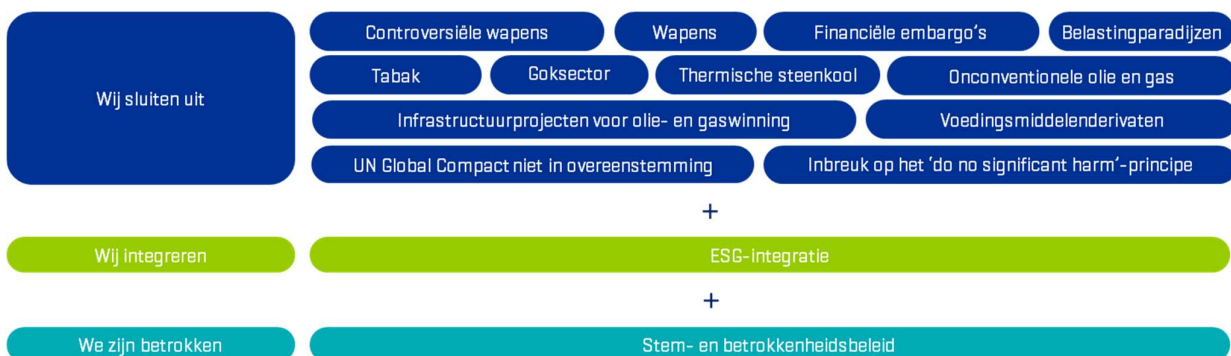 Controversiële wapens
Wapens
Financiële embargo's
Belastingparadijzen
Tabak
Goksector
Thermische steenkool
Onconventionele olie en gas
Wij sluiten uit
Infrastructuurprojecten voor olie- en gaswinning
Voedingsmiddelenderivaten
UN Global Compact niet in overeenstemming
Inbreuk op het 'do no significant harm'-principe
+
Wij integreren
ESG-integratie
+
We zijn betrokken
Stem- en betrokkenheidsbeleid